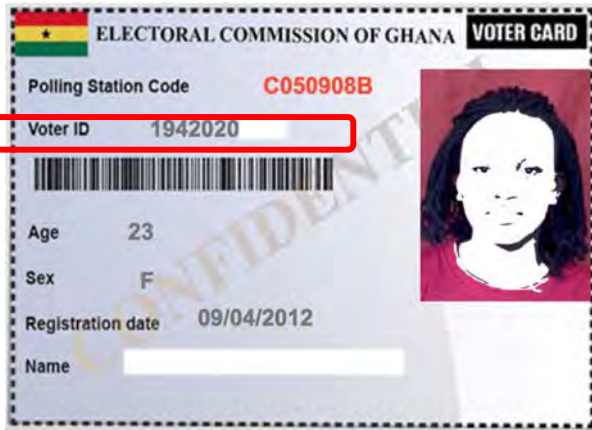 ELECTORAL COMMISSION OF GHANA VOTER CARD
Polling Station Code C050908B
Voter ID 1942020
Age 23
Sex F
Registration date 09/04/2012
Name
CONFIDENTIAL